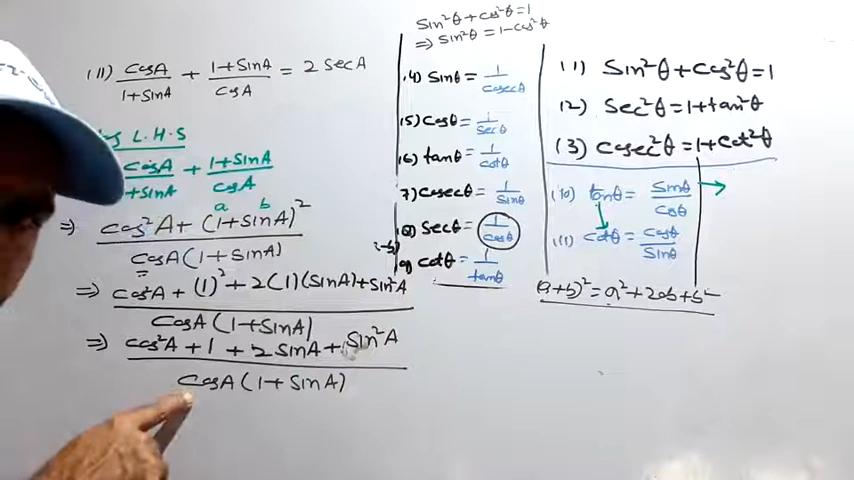 sin²θ + cos²θ = 1
⇒ sin²θ = 1 - cos²θ
(11) cosA/(1+sinA) + (1+sinA)/cosA = 2 secA
L.H.S
cosA/(1+sinA) + (1+sinA)/cosA
a b
⇒ (cos²A + (1+sinA)²)/(cosA(1+sinA))
⇒ (cos²A + (1)² + 2(1)(sinA) + sin²A)/(cosA(1+sinA))
⇒ (cos²A + 1 + 2sinA + sin²A)/(cosA(1+sinA))
(4) sinθ = 1/cosecθ
(5) cosθ = 1/secθ
(6) tanθ = 1/cotθ
7) cosecθ = 1/sinθ
(8) secθ = 1/cosθ
9) cotθ = 1/tanθ
(1) sin²θ + cos²θ = 1
(2) sec²θ = 1 + tan²θ
(3) cosec²θ = 1 + cot²θ
(10) tanθ = sinθ/cosθ →
(11) cotθ = cosθ/sinθ
(a+b)² = a² + 2ab + b²